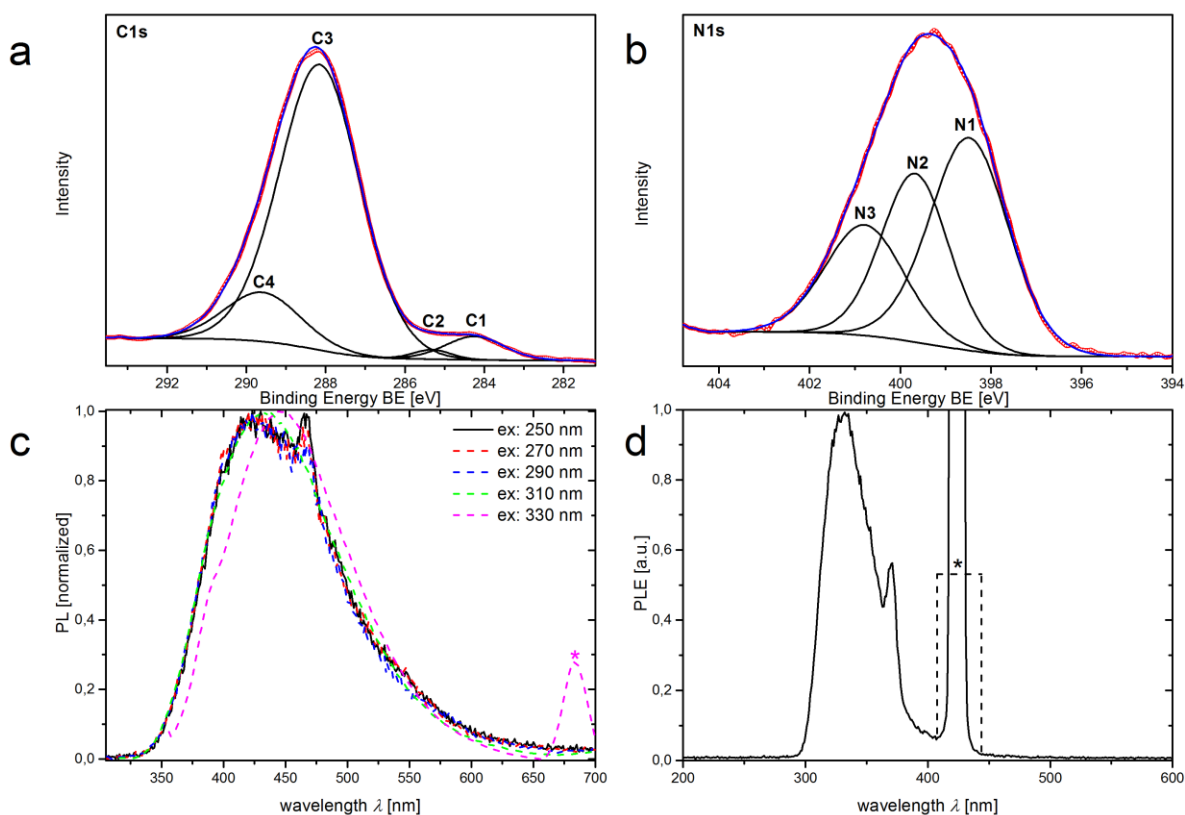 a
C1s
C3
C4
C2
C1
Intensity
292
290
288
286
284
282
Binding Energy BE [eV]
b
N1s
N1
N2
N3
Intensity
404
402
400
398
396
394
Binding Energy BE [eV]
c
1,0
0,8
0,6
0,4
0,2
0,0
PL [normalized]
ex: 250 nm
ex: 270 nm
ex: 290 nm
ex: 310 nm
ex: 330 nm
*
350
400
450
500
550
600
650
700
wavelength λ [nm]
d
1,0
0,8
0,6
0,4
0,2
0,0
PLE [a.u.]
*
200
300
400
500
600
wavelength λ [nm]